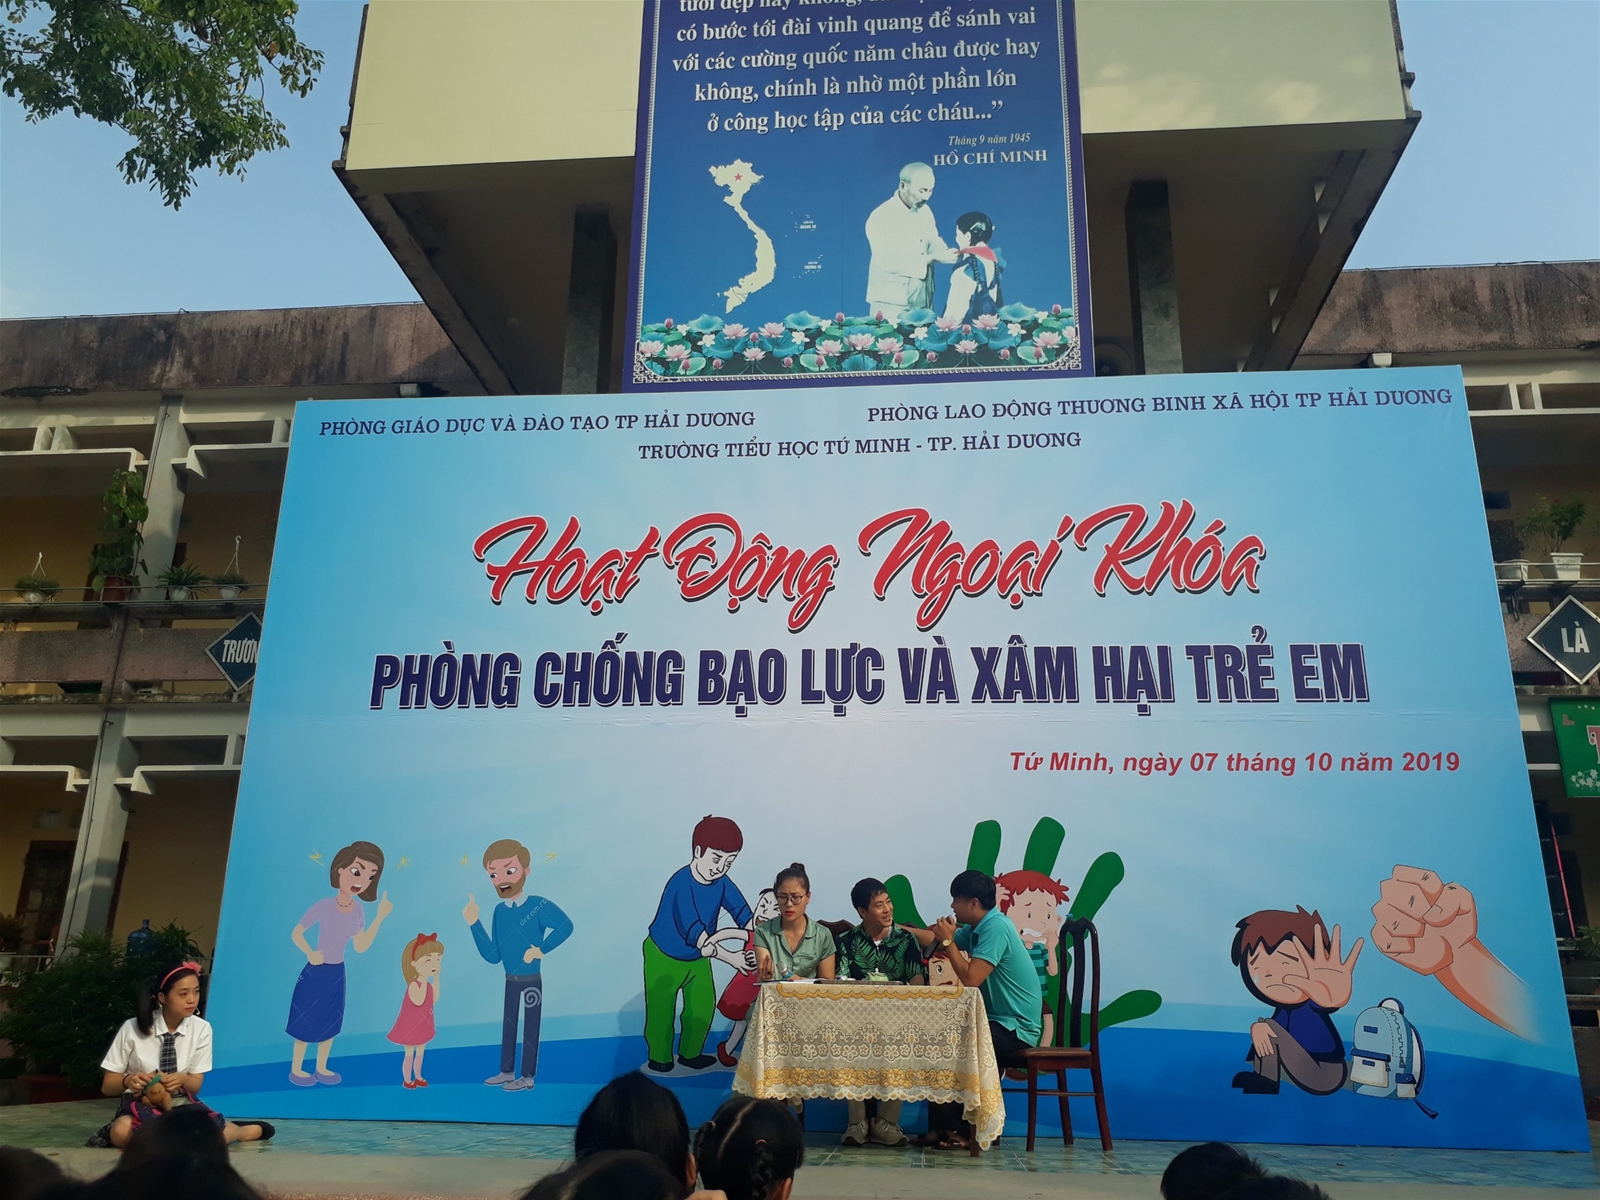 tươi đẹp hay không,
có bước tới đài vinh quang để sánh vai
với các cường quốc năm châu được hay
không, chính là nhờ một phần lớn
ở công học tập của các cháu..."
Tháng 9 năm 1945
HỒ CHÍ MINH
PHÒNG GIÁO DỤC VÀ ĐÀO TẠO TP HẢI DƯƠNG
PHÒNG LAO ĐỘNG THƯƠNG BINH XÃ HỘI TP HẢI DƯƠNG
TRƯỜNG TIỂU HỌC TỨ MINH - TP. HẢI DƯƠNG
Hoạt Động Ngoại Khóa
PHÒNG CHỐNG BẠO LỰC VÀ XÂM HẠI TRẺ EM
Tứ Minh, ngày 07 tháng 10 năm 2019
TRƯỜN
LÀ